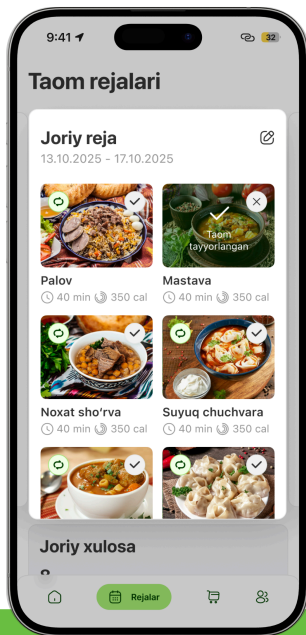 9:41
32
Taom rejalari
Joriy reja
13.10.2025 - 17.10.2025
Taom
tayyorlangan
Palov
40 min 350 cal
Mastava
40 min 350 cal
Noxat sho'rva
40 min 350 cal
Suyuq chuchvara
40 min 350 cal
Joriy xulosa
Rejalar